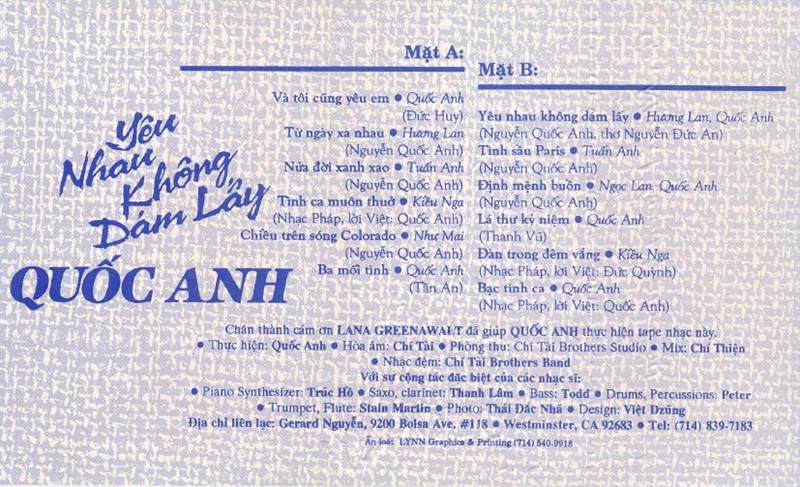 Yêu
Nhau
Không
Dám Lấy
QUỐC ANH
Mặt A:
Và tôi cũng yêu em ● Quốc Anh
(Đức Huy)
Từ ngày xa nhau ● Hương Lan
(Nguyễn Quốc Anh)
Nửa đời xanh xao ● Tuấn Anh
(Nguyễn Quốc Anh)
Tình ca muôn thuở ● Kiều Nga
(Nhạc Pháp, lời Việt: Quốc Anh)
Chiều trên sóng Colorado ● Như Mai
(Nguyễn Quốc Anh)
Ba mối tình ● Quốc Anh
(Tân An)
Mặt B:
Yêu nhau không dám lấy ● Hương Lan, Quốc Anh
(Nguyễn Quốc Anh, thơ Nguyễn Đức An)
Tình sầu Paris ● Tuấn Anh
(Nguyễn Quốc Anh)
Định mệnh buồn ● Ngọc Lan, Quốc Anh
(Nguyễn Quốc Anh)
Lá thư kỷ niệm ● Quốc Anh
(Thanh Vũ)
Đàn trong đêm vắng ● Kiều Nga
(Nhạc Pháp, lời Việt: Đức Quỳnh)
Bạc tình ca ● Quốc Anh
(Nhạc Pháp, lời Việt: Quốc Anh)
Chân thành cám ơn LANA GREENAWALT đã giúp QUỐC ANH thực hiện tape nhạc này.
● Thực hiện: Quốc Anh ● Hòa âm: Chí Tài ● Phòng thu: Chí Tài Brothers Studio ● Mix: Chí Thiện
● Nhạc đệm: Chí Tài Brothers Band
Với sự cộng tác đặc biệt của các nhạc sĩ:
● Piano Synthesizer: Trúc Hồ ● Saxo, clarinet: Thanh Lâm ● Bass: Todd ● Drums, Percussions: Peter
● Trumpet, Flute: Stain Martin ● Photo: Thái Đắc Nhã ● Design: Việt Dzũng
Địa chỉ liên lạc: Gerard Nguyễn, 9200 Bolsa Ave, #118 ● Westminster, CA 92683 ● Tel: (714) 839-7183
Ấn loát: LYNN Graphics & Printing (714) 540-9918